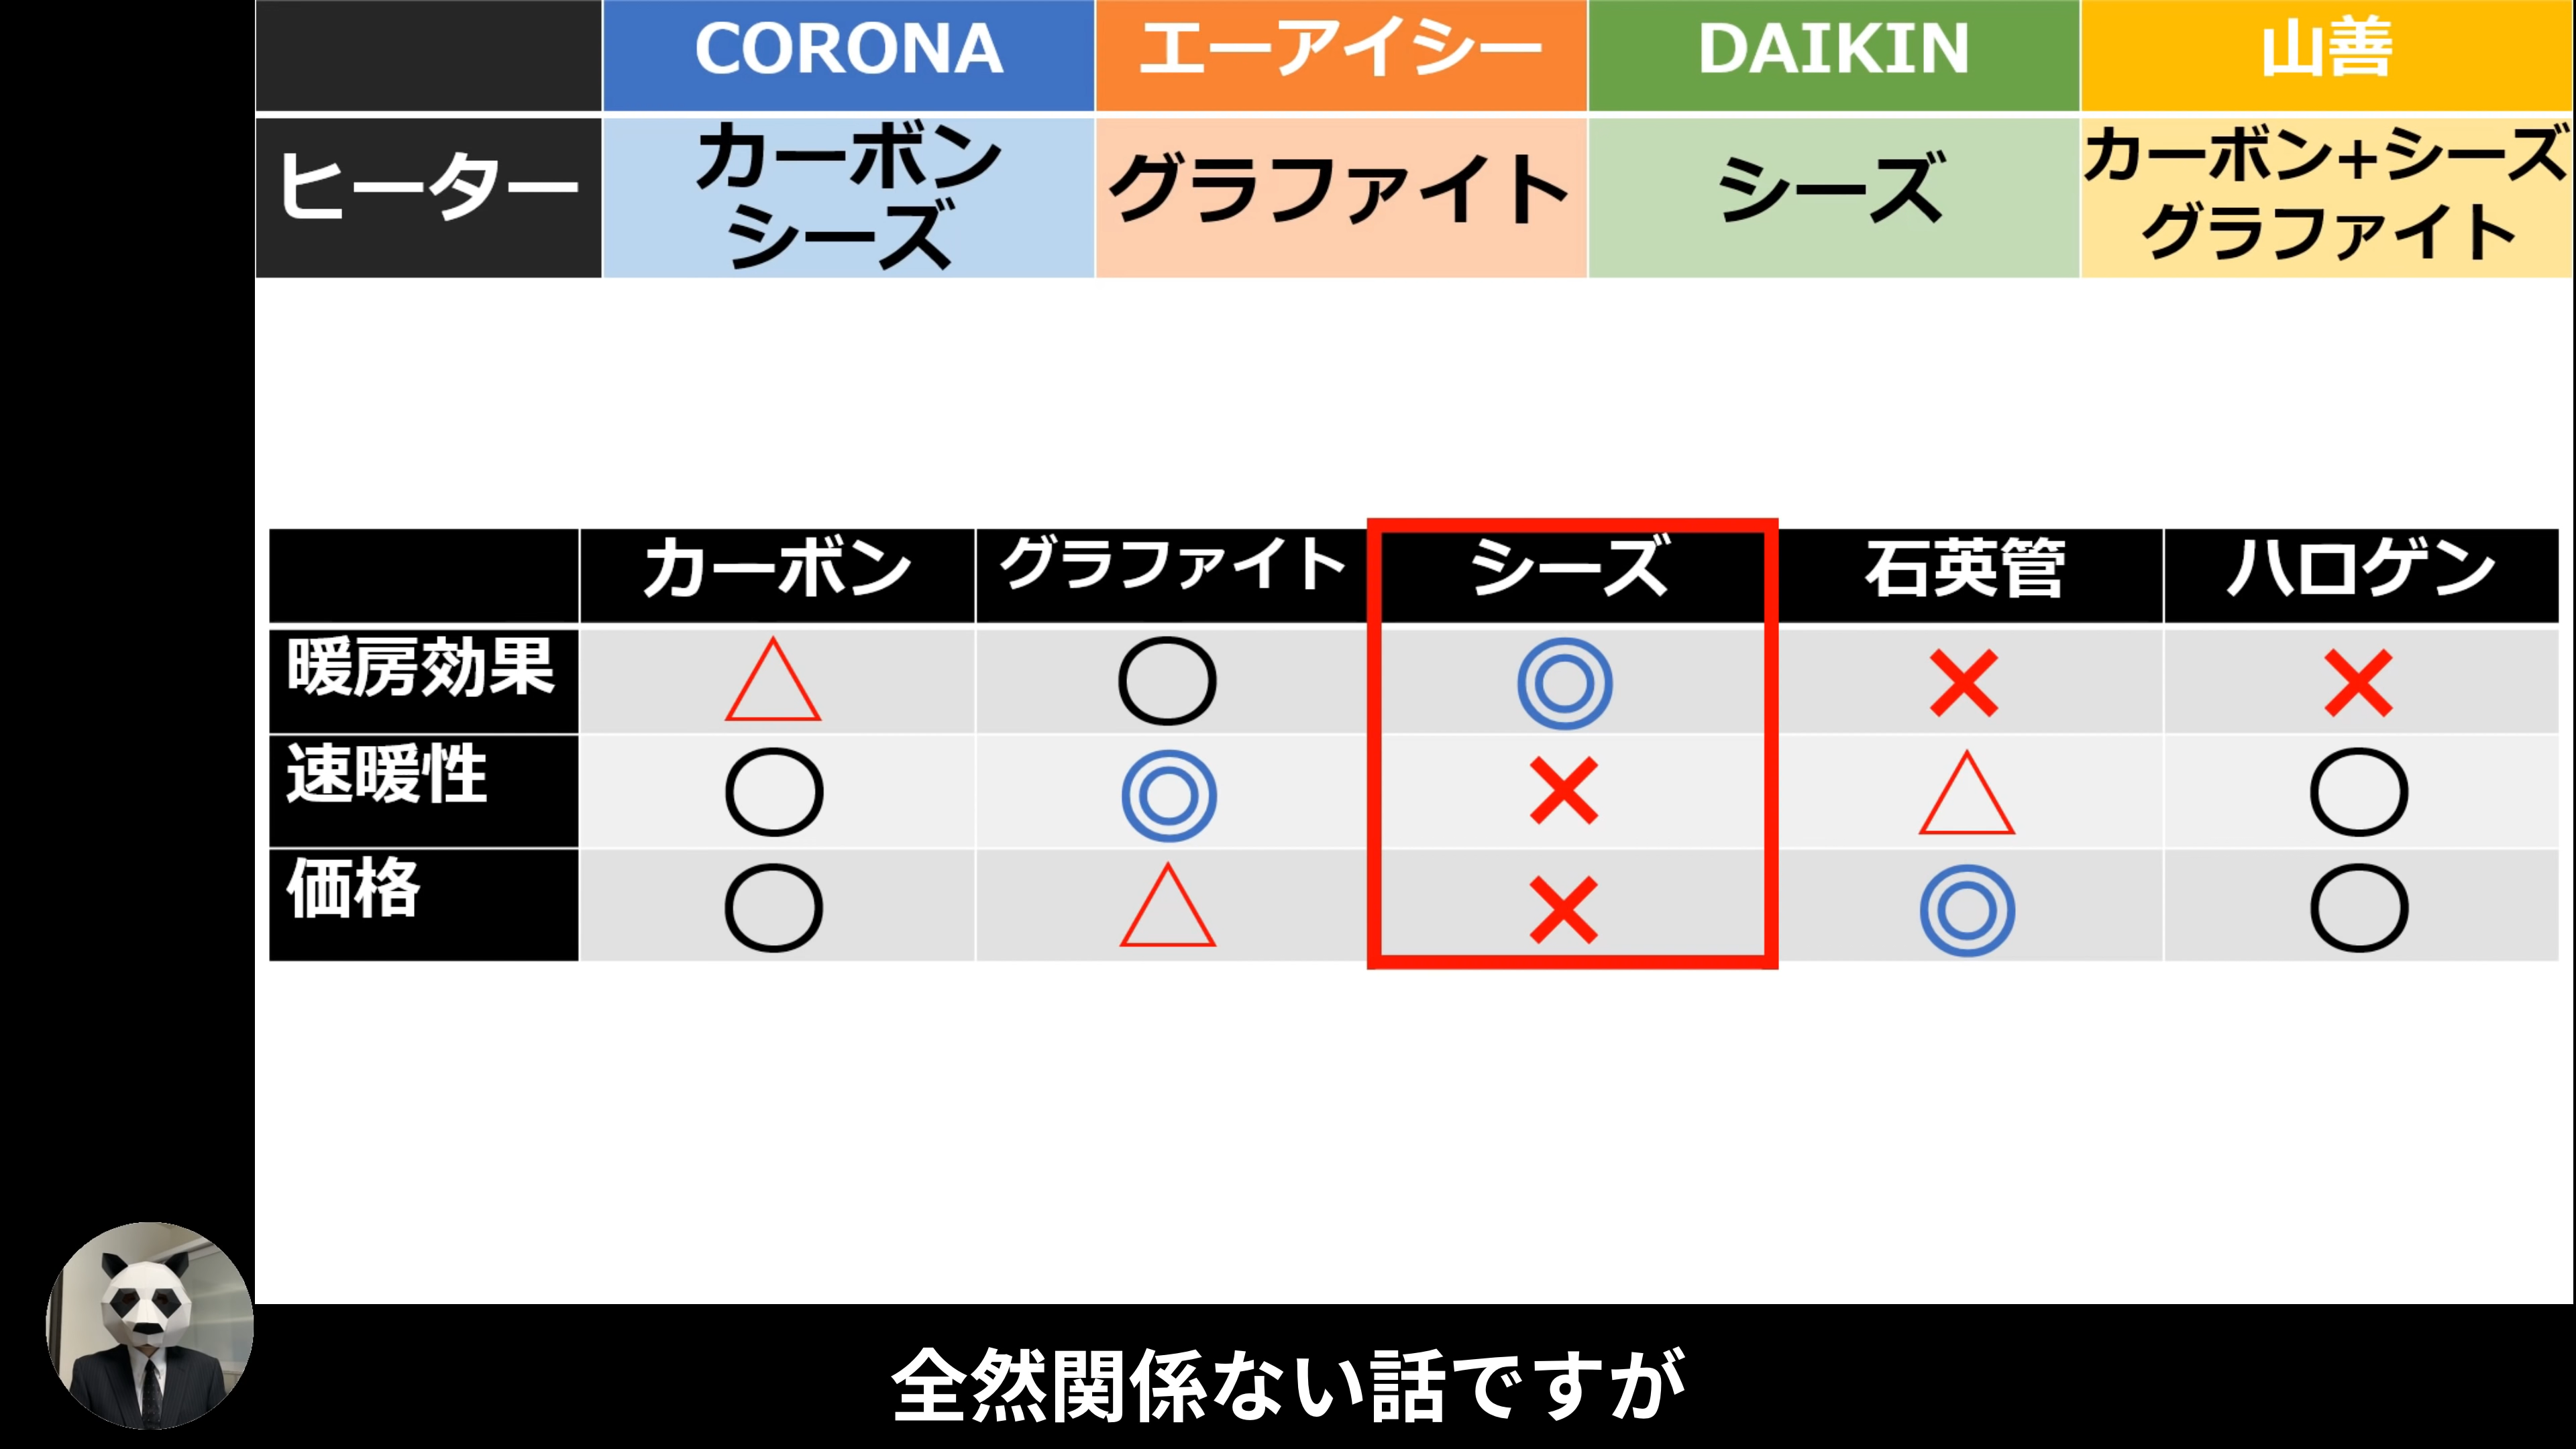 CORONA エーアイシー DAIKIN 山善
ヒーター カーボン グラファイト シーズ カーボン+シーズ
シーズ グラファイト
カーボン グラファイト シーズ 石英管 ハロゲン
暖房効果 △ ○ ◎ × ×
速暖性 ○ ◎ × △ ○
価格 ○ △ × ◎ ○
全然関係ない話ですが